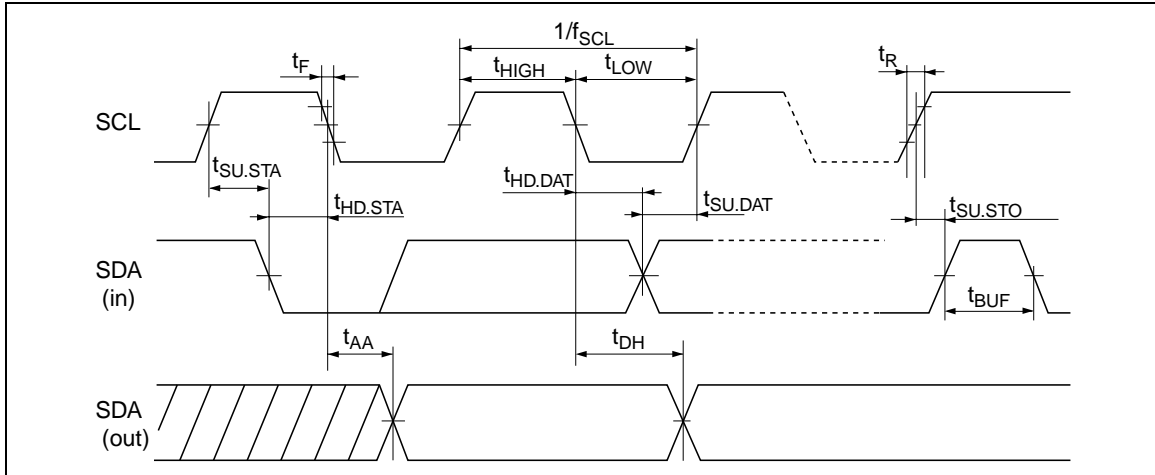 1/fSCL
tF
tHIGH
tLOW
tR
SCL
tSU.STA
tHD.DAT
tHD.STA
tSU.DAT
tSU.STO
SDA
(in)
tBUF
tAA
tDH
SDA
(out)